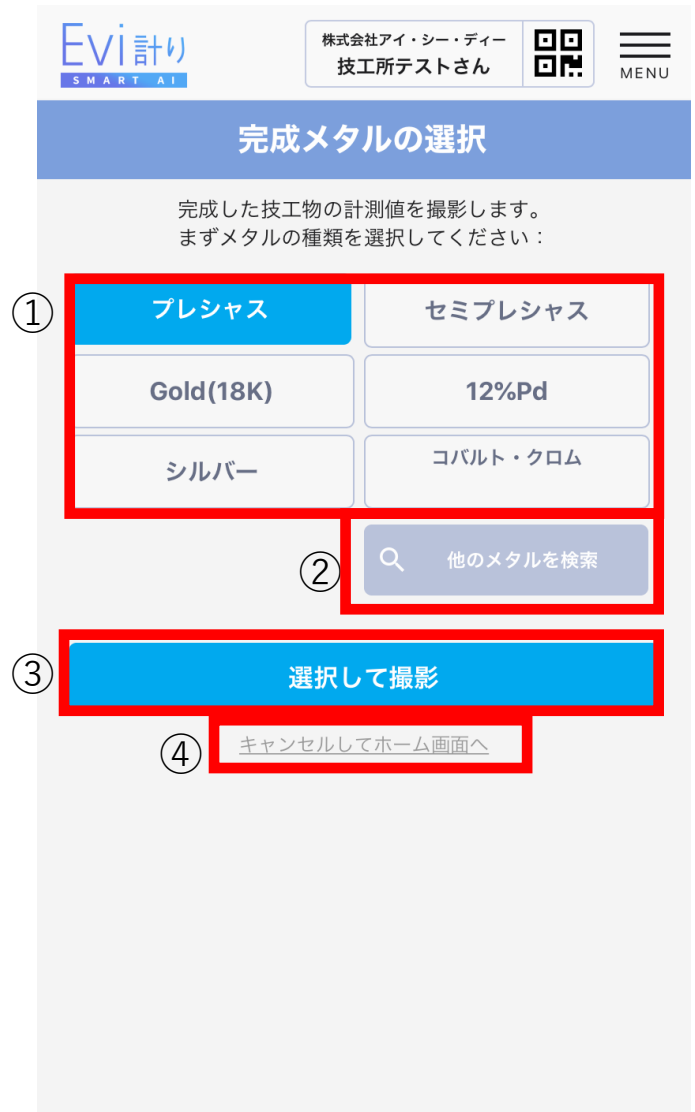 Evi計り
SMART AI
株式会社アイ・シー・ディー
技工所テストさん
MENU
完成メタルの選択
完成した技工物の計測値を撮影します。
まずメタルの種類を選択してください：
①
プレシャス
セミプレシャス
Gold(18K)
12%Pd
シルバー
コバルト・クロム
②
他のメタルを検索
③
選択して撮影
④
キャンセルしてホーム画面へ